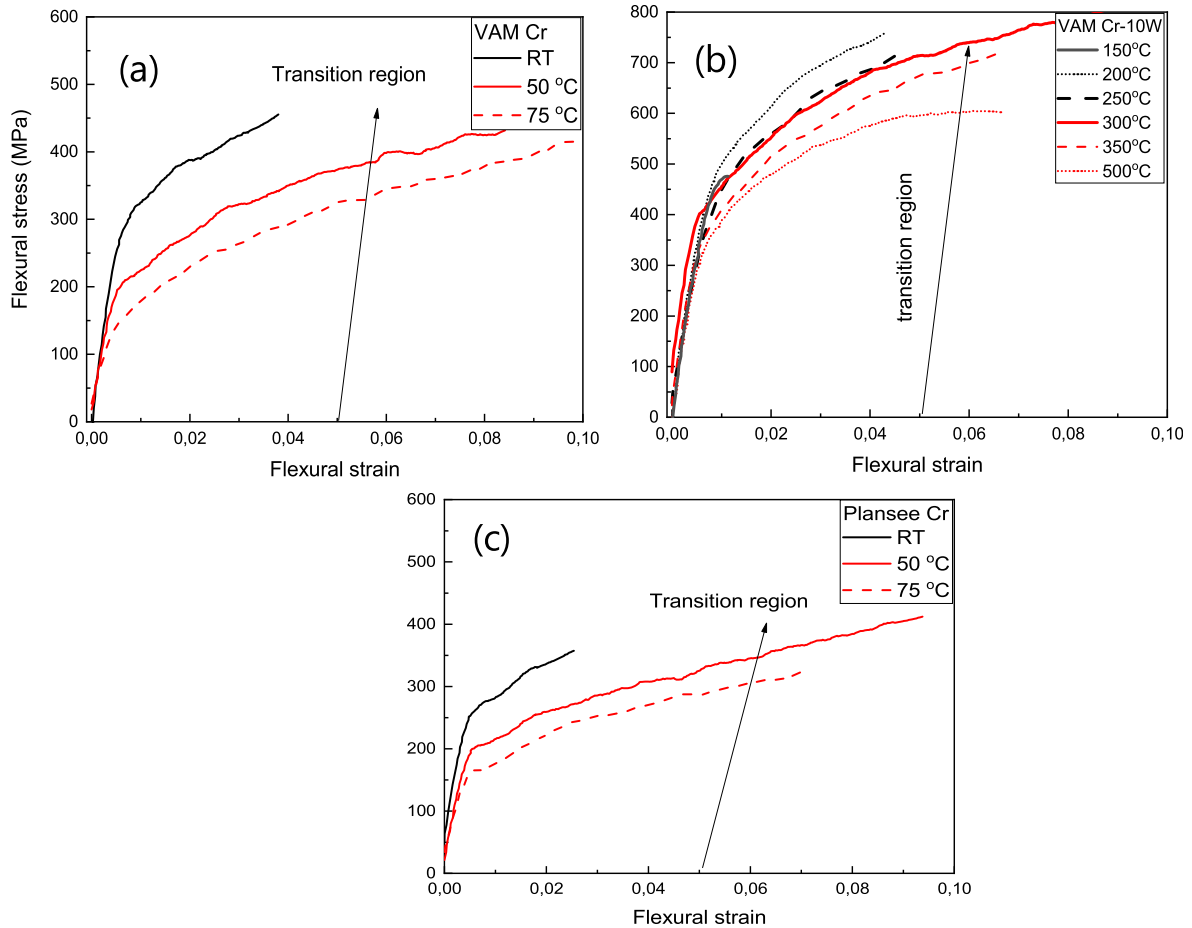 (a)
VAM Cr
RT
50 °C
75 °C
Transition region
600
500
400
300
200
100
0
Flexural stress (MPa)
0,00
0,02
0,04
0,06
0,08
0,10
Flexural strain
(b)
VAM Cr-10W
150°C
200°C
250°C
300°C
350°C
500°C
transition region
800
700
600
500
400
300
200
100
0
0,00
0,02
0,04
0,06
0,08
0,10
Flexural strain
(c)
Plansee Cr
RT
50 °C
75 °C
Transition region
600
500
400
300
200
100
0
0,00
0,02
0,04
0,06
0,08
0,10
Flexural strain